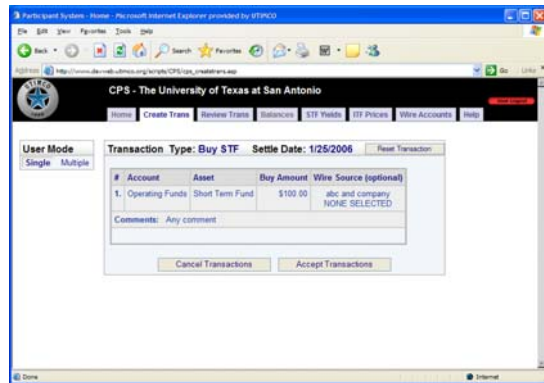 Participant System - Home - Microsoft Internet Explorer provided by UTIMCO
File Edit View Favorites Tools Help
Back Search Favorites
Address Go Links
UTIMCO
CPS - The University of Texas at San Antonio
Home Create Trans Review Trans Balances STF Yields ITF Prices Wire Accounts Help
User Mode
Single Multiple
Transaction Type: Buy STF Settle Date: 1/25/2006 Reset Transaction
# Account Asset Buy Amount Wire Source (optional)
1. Operating Funds Short Term Fund $100.00 abc and company
NONE SELECTED
Comments: Any comment
Cancel Transactions Accept Transactions
Done Internet